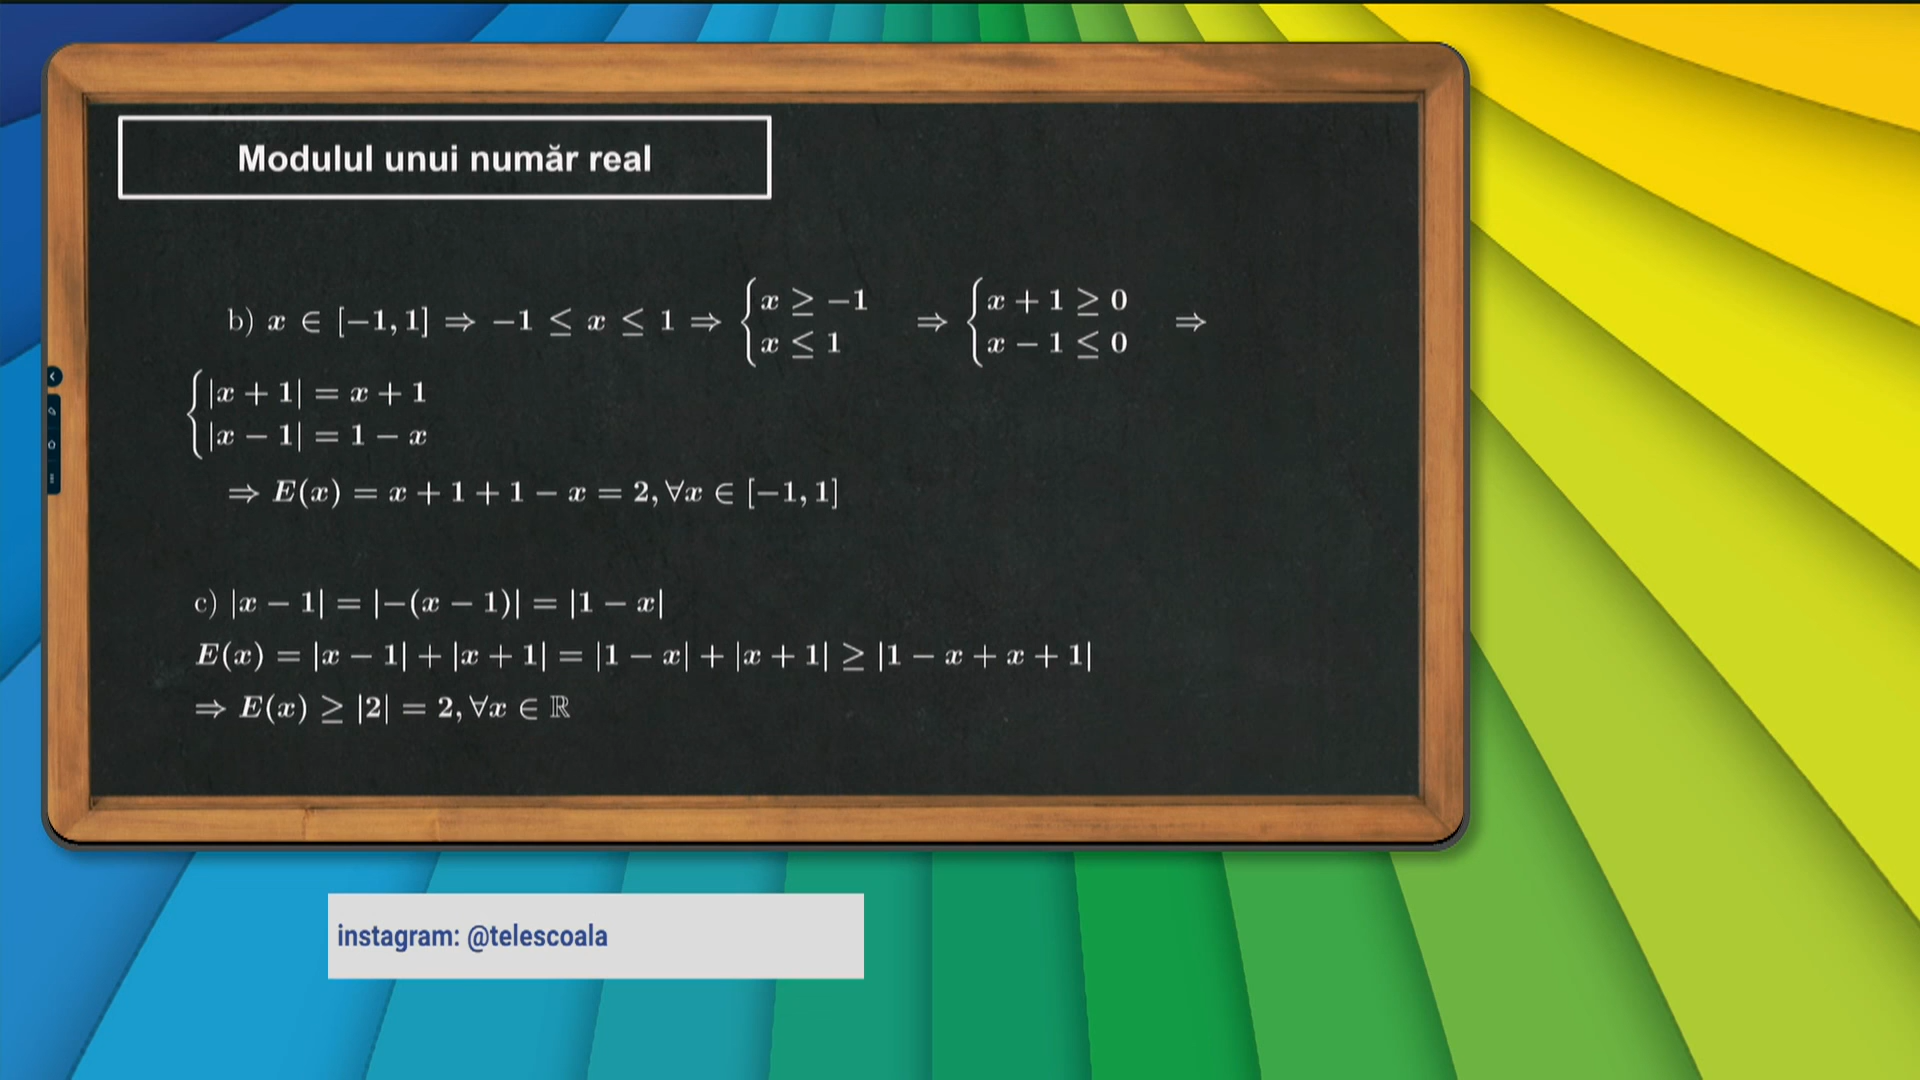 Modulul unui număr real
b) x ∈ [−1, 1] ⇒ −1 ≤ x ≤ 1 ⇒ { x ≥ −1 ; x ≤ 1 ⇒ { x + 1 ≥ 0 ; x − 1 ≤ 0 ⇒
{ |x + 1| = x + 1
|x − 1| = 1 − x
⇒ E(x) = x + 1 + 1 − x = 2, ∀x ∈ [−1, 1]
c) |x − 1| = |−(x − 1)| = |1 − x|
E(x) = |x − 1| + |x + 1| = |1 − x| + |x + 1| ≥ |1 − x + x + 1|
⇒ E(x) ≥ |2| = 2, ∀x ∈ ℝ
instagram: @telescoala